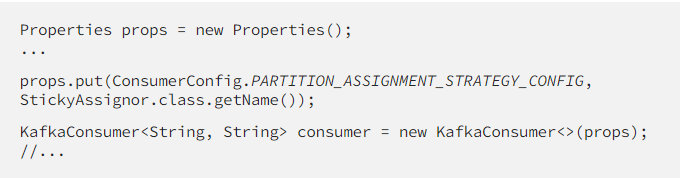 Properties props = new Properties();
...
props.put(ConsumerConfig.PARTITION_ASSIGNMENT_STRATEGY_CONFIG,
StickyAssignor.class.getName());
KafkaConsumer<String, String> consumer = new KafkaConsumer<>(props);
//...